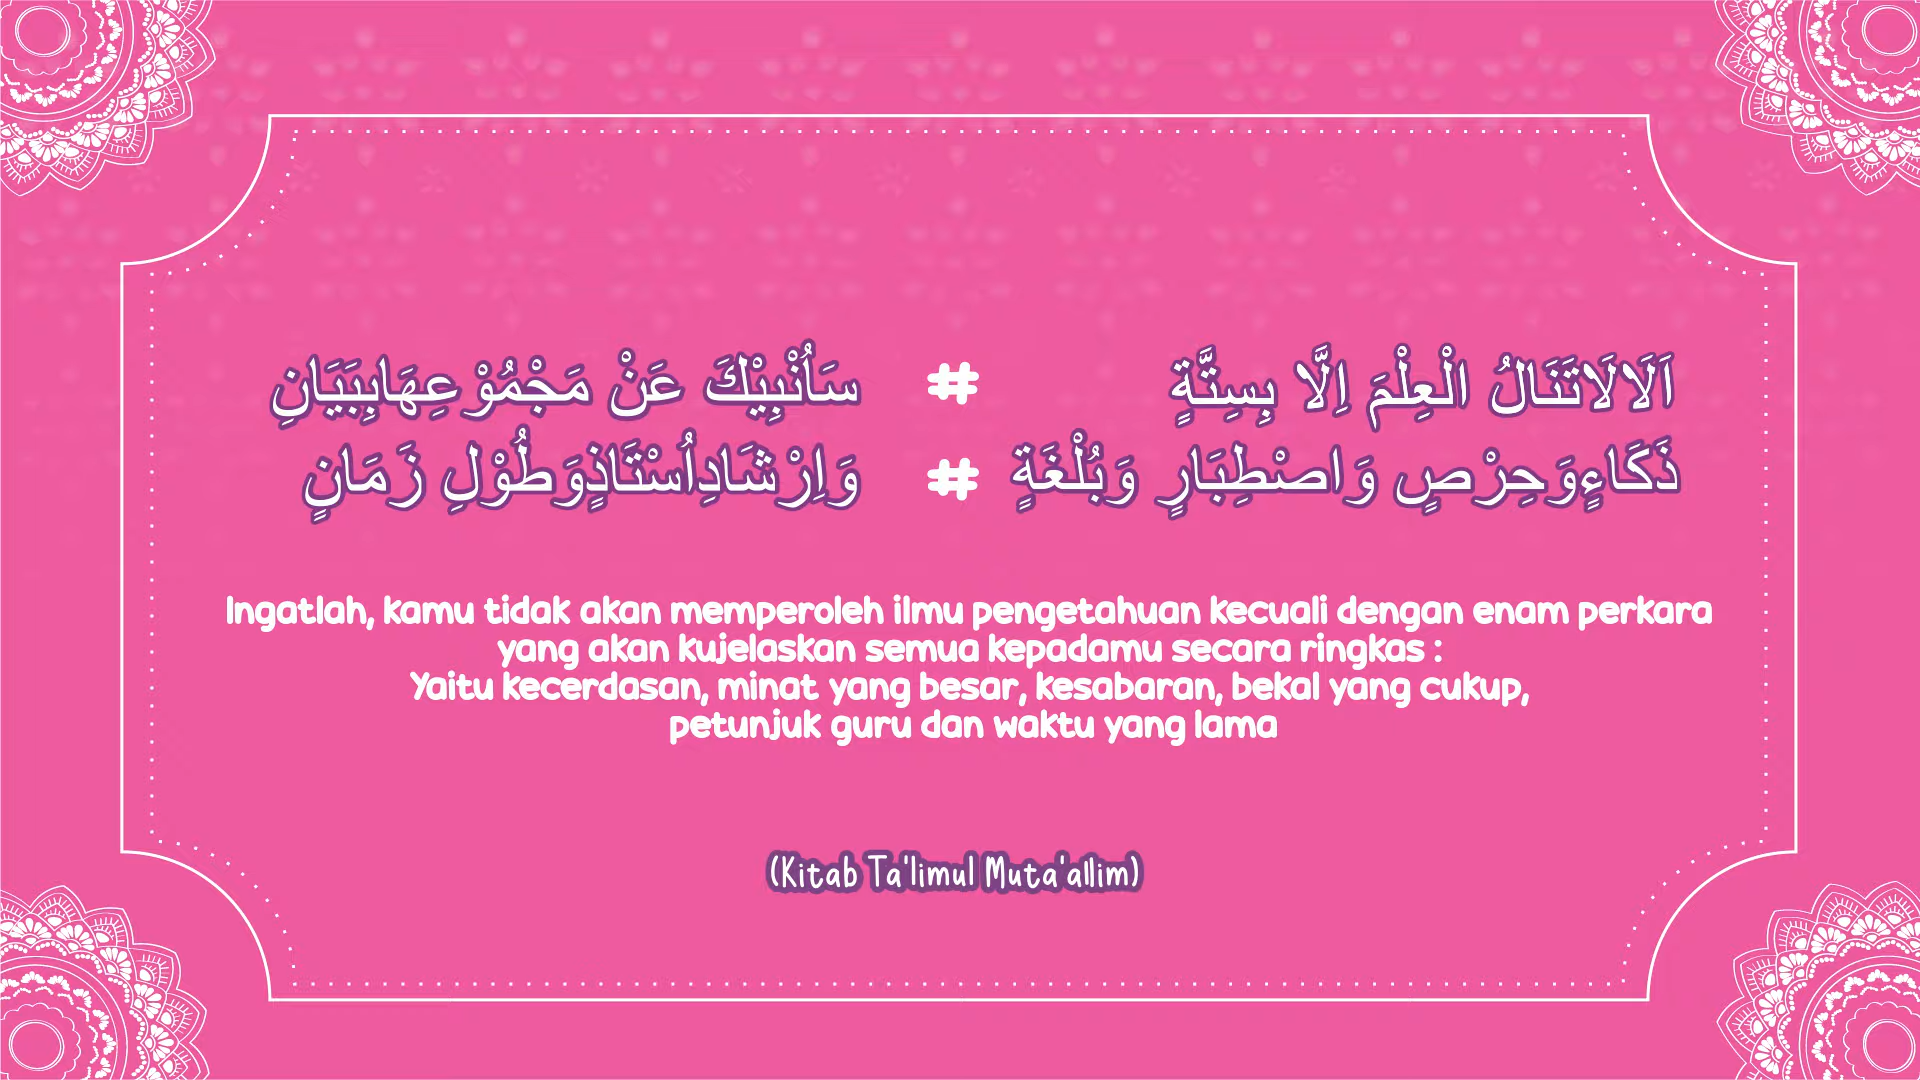 اَلَالَاتَنَالُ الْعِلْمَ اِلَّا بِسِتَّةٍ # سَأُنْبِيْكَ عَنْ مَجْمُوْعِهَابِبَيَانِ
ذَكَاءٍوَحِرْصٍ وَاصْطِبَارٍ وَبُلْغَةٍ # وَاِرْشَادِاُسْتَاذٍوَطُوْلِ زَمَانٍ
Ingatlah, kamu tidak akan memperoleh ilmu pengetahuan kecuali dengan enam perkara
yang akan kujelaskan semua kepadamu secara ringkas :
Yaitu kecerdasan, minat yang besar, kesabaran, bekal yang cukup,
petunjuk guru dan waktu yang lama
(Kitab Ta'limul Muta'allim)